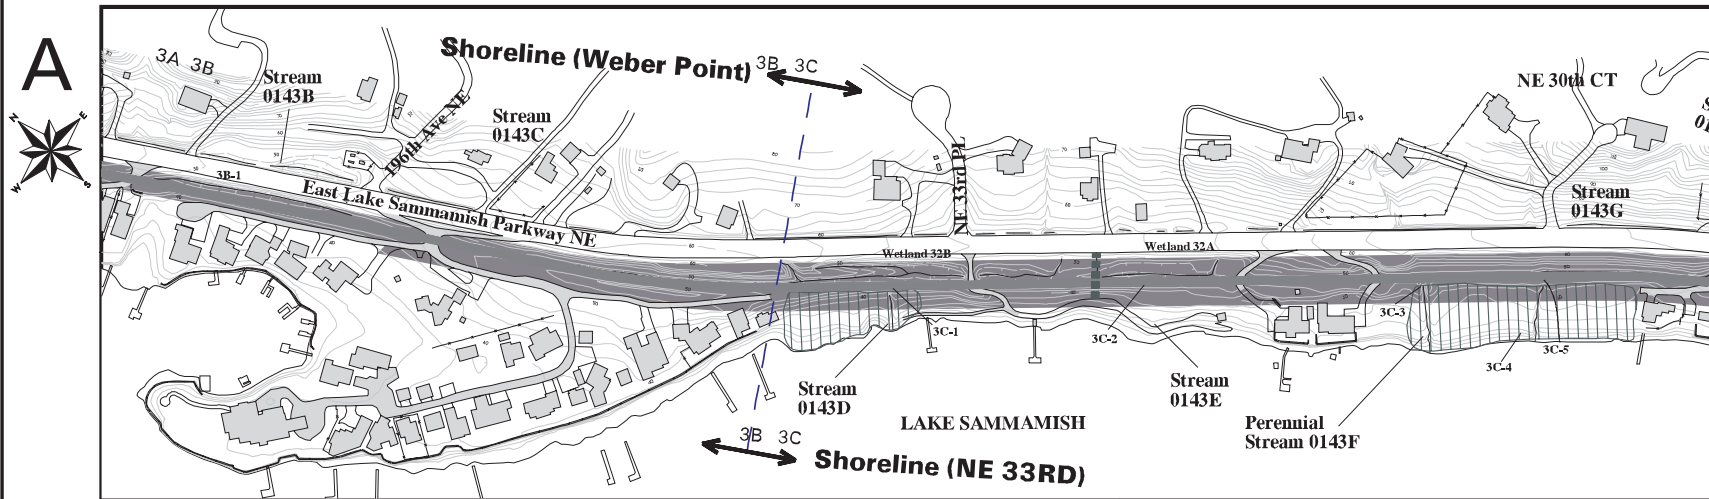 A
N
E
W
S
3A 3B
Stream
0143B
196th Ave NE
Shoreline (Weber Point)
3B 3C
Stream
0143C
3B-1
East Lake Sammamish Parkway NE
NE 33rd PL
NE 30th CT
Stream
0143G
Wetland 32B
Wetland 32A
3C-1
3C-2
3C-3
3C-4
3C-5
Stream
0143D
Stream
0143E
Perennial
Stream 0143F
LAKE SAMMAMISH
3B 3C
Shoreline (NE 33RD)